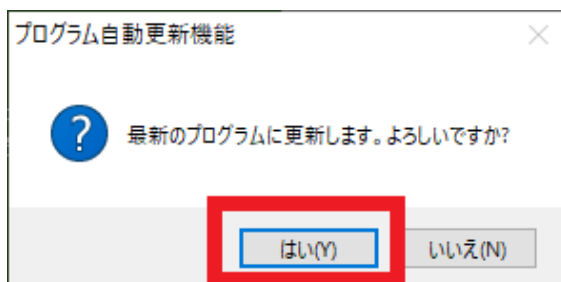 プログラム自動更新機能
最新のプログラムに更新します。よろしいですか?
はい(Y)
いいえ(N)